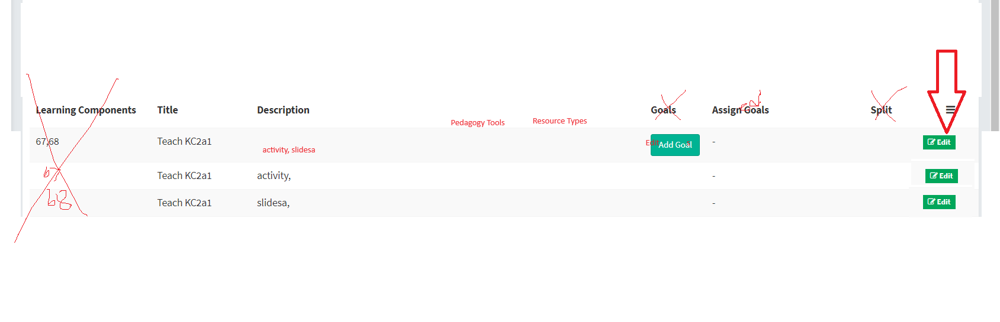 Learning Components Title Description Goals Assign Goals Split
ed
Pedagogy Tools Resource Types
67,68 Teach KC2a1 Edit Add Goal - Edit
activity, slidesa
Teach KC2a1 activity, - Edit
68
Teach KC2a1 slidesa, - Edit